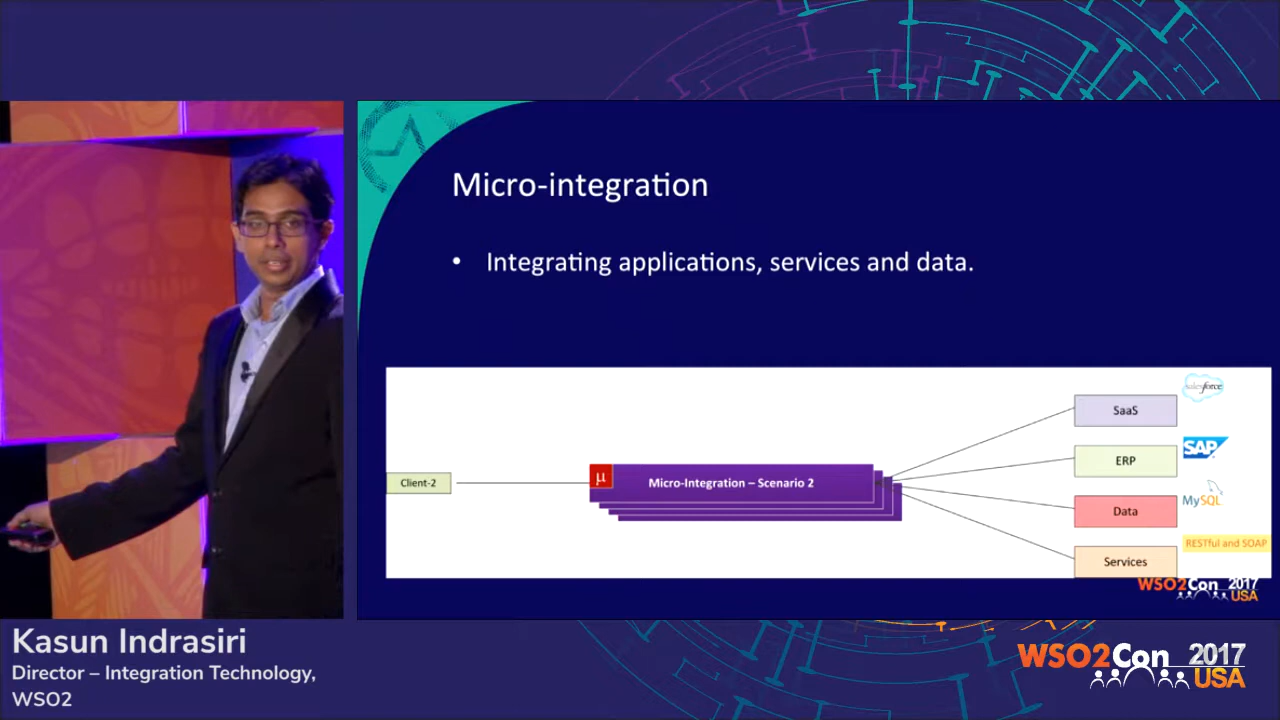 Micro-integration
• Integrating applications, services and data.
salesforce
SaaS
SAP
ERP
Client-2
μ
Micro-Integration – Scenario 2
MySQL
Data
RESTful and SOAP
Services
WSO2Con 2017
USA
Kasun Indrasiri
Director – Integration Technology,
WSO2
WSO2Con 2017
USA